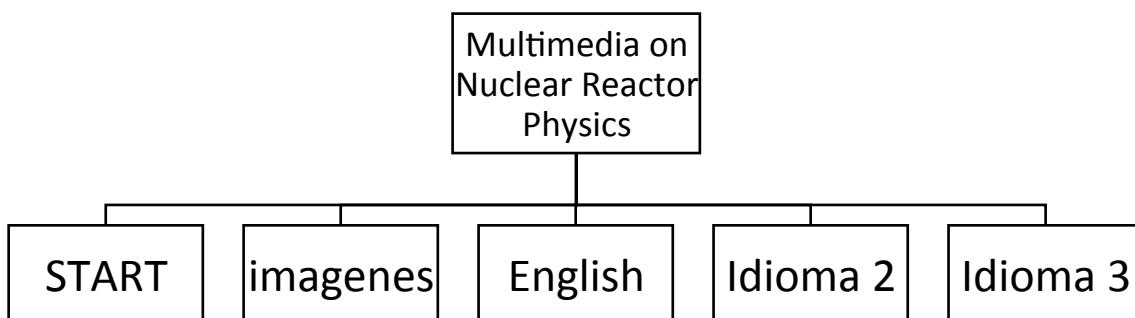 Multimedia on
Nuclear Reactor
Physics
START
imagenes
English
Idioma 2
Idioma 3